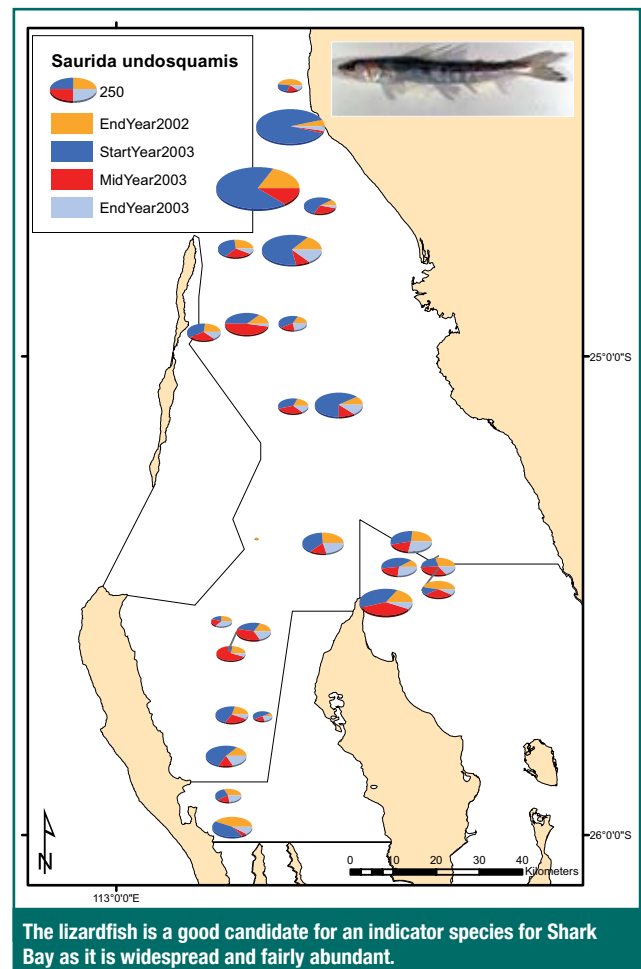 Saurida undosquamis
250
EndYear2002
StartYear2003
MidYear2003
EndYear2003
25°0'0"S
26°0'0"S
N
0 10 20 30 40
Kilometers
113°0'0"E
The lizardfish is a good candidate for an indicator species for Shark
Bay as it is widespread and fairly abundant.